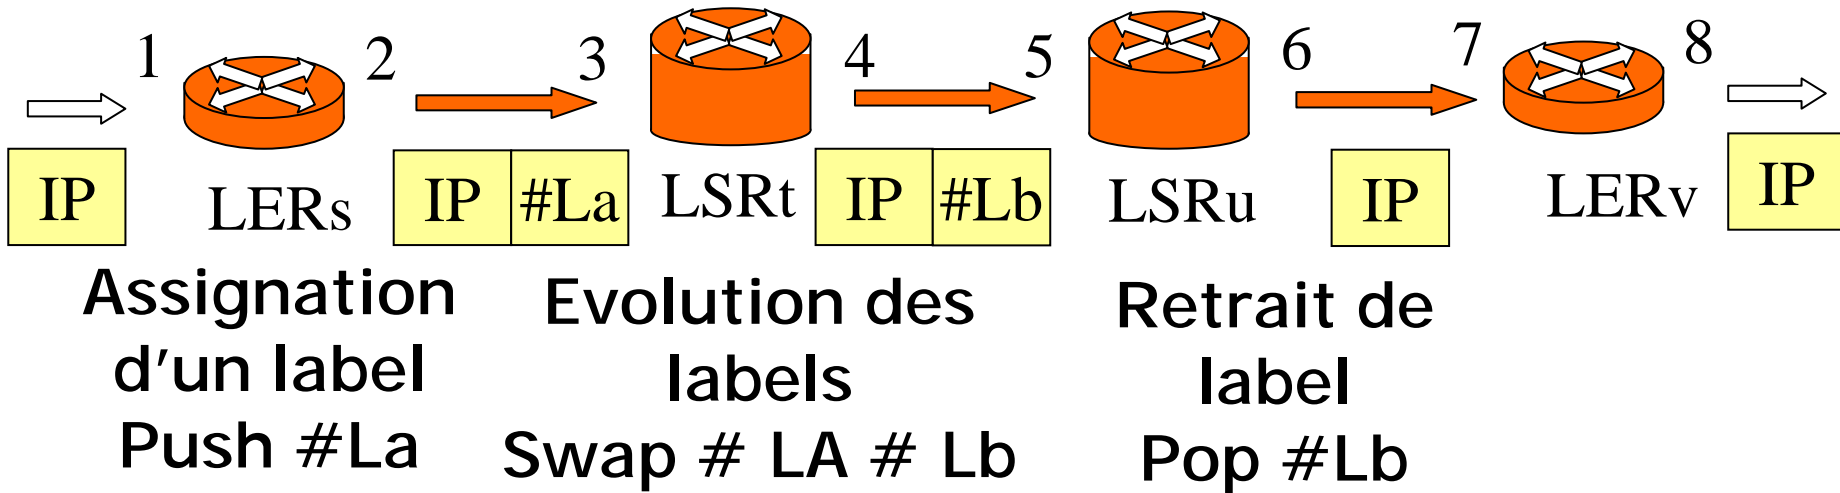 1 2 3 4 5 6 7 8
IP LERs IP #La LSRt IP #Lb LSRu IP LERv IP
Assignation
d'un label
Push #La
Evolution des
labels
Swap # LA # Lb
Retrait de
label
Pop #Lb